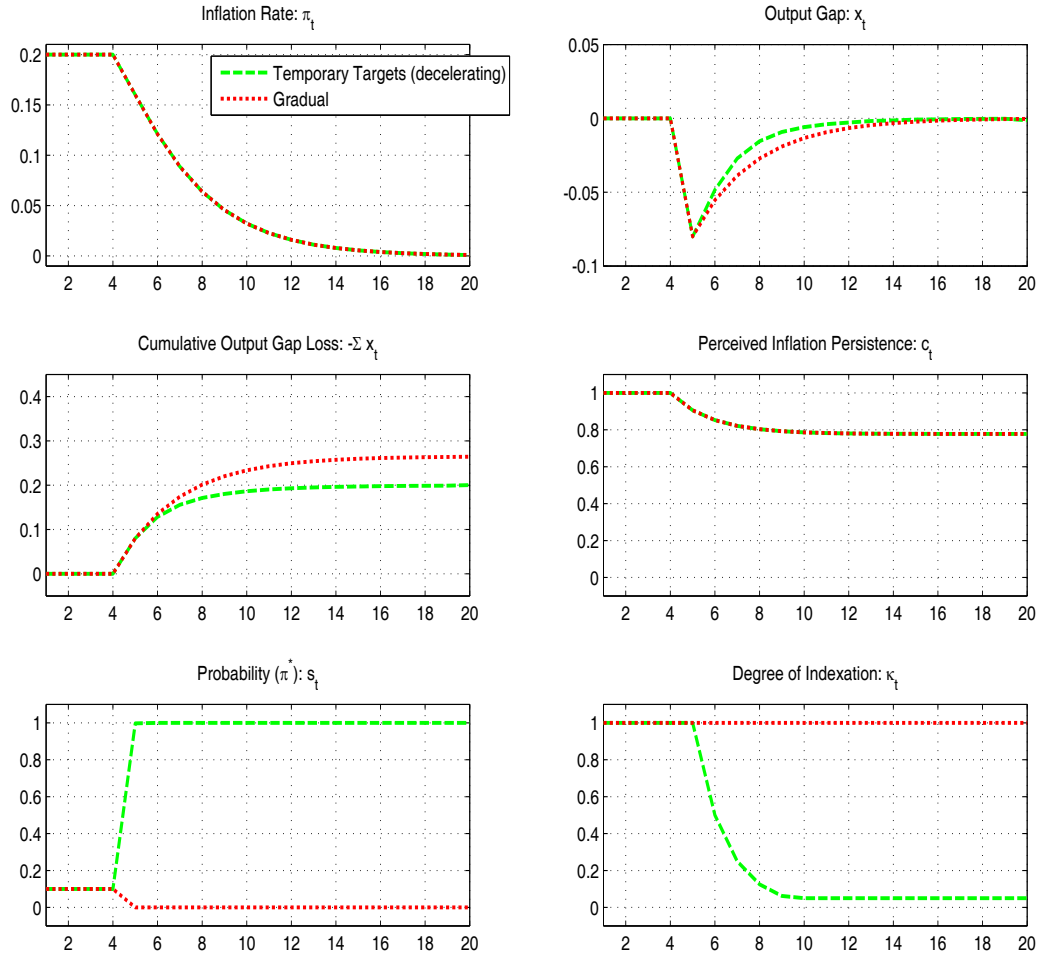 Inflation Rate: π_t
0.2
0.15
0.1
0.05
0
2 4 6 8 10 12 14 16 18 20
Temporary Targets (decelerating)
Gradual
Output Gap: x_t
0.05
0
-0.05
-0.1
2 4 6 8 10 12 14 16 18 20
Cumulative Output Gap Loss: -Σ x_t
0.4
0.3
0.2
0.1
0
2 4 6 8 10 12 14 16 18 20
Perceived Inflation Persistence: c_t
1
0.8
0.6
0.4
0.2
0
2 4 6 8 10 12 14 16 18 20
Probability (π*): s_t
1
0.8
0.6
0.4
0.2
0
2 4 6 8 10 12 14 16 18 20
Degree of Indexation: κ_t
1
0.8
0.6
0.4
0.2
0
2 4 6 8 10 12 14 16 18 20